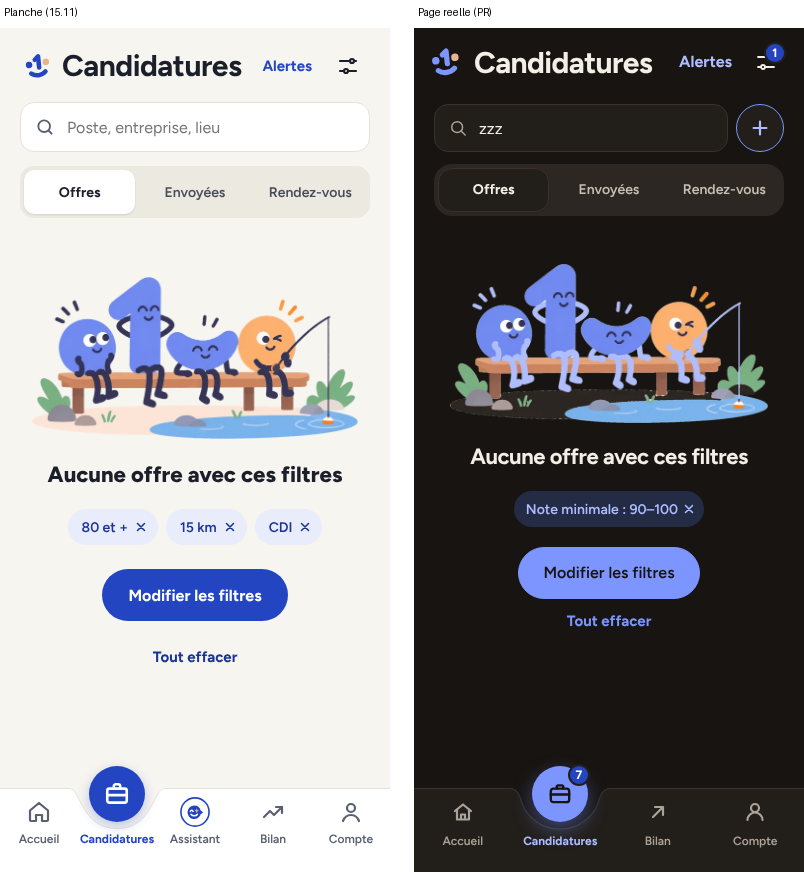 Planche (15.11)
Candidatures
Alertes
Poste, entreprise, lieu
Offres
Envoyées
Rendez-vous
Aucune offre avec ces filtres
80 et +
15 km
CDI
Modifier les filtres
Tout effacer
Accueil
Candidatures
Assistant
Bilan
Compte
Page reelle (PR)
Candidatures
Alertes
1
zzz
Offres
Envoyées
Rendez-vous
Aucune offre avec ces filtres
Note minimale : 90–100
Modifier les filtres
Tout effacer
7
Accueil
Candidatures
Bilan
Compte